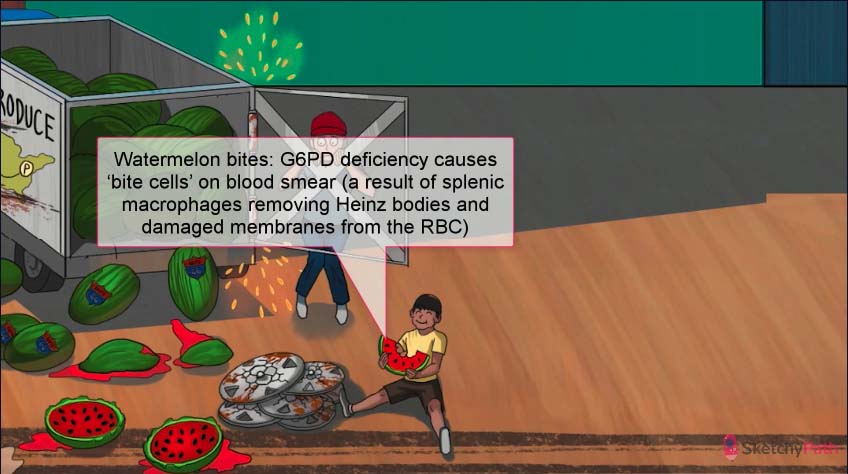 RODUCE
P
Watermelon bites: G6PD deficiency causes
‘bite cells’ on blood smear (a result of splenic
macrophages removing Heinz bodies and
damaged membranes from the RBC)
SketchyPath